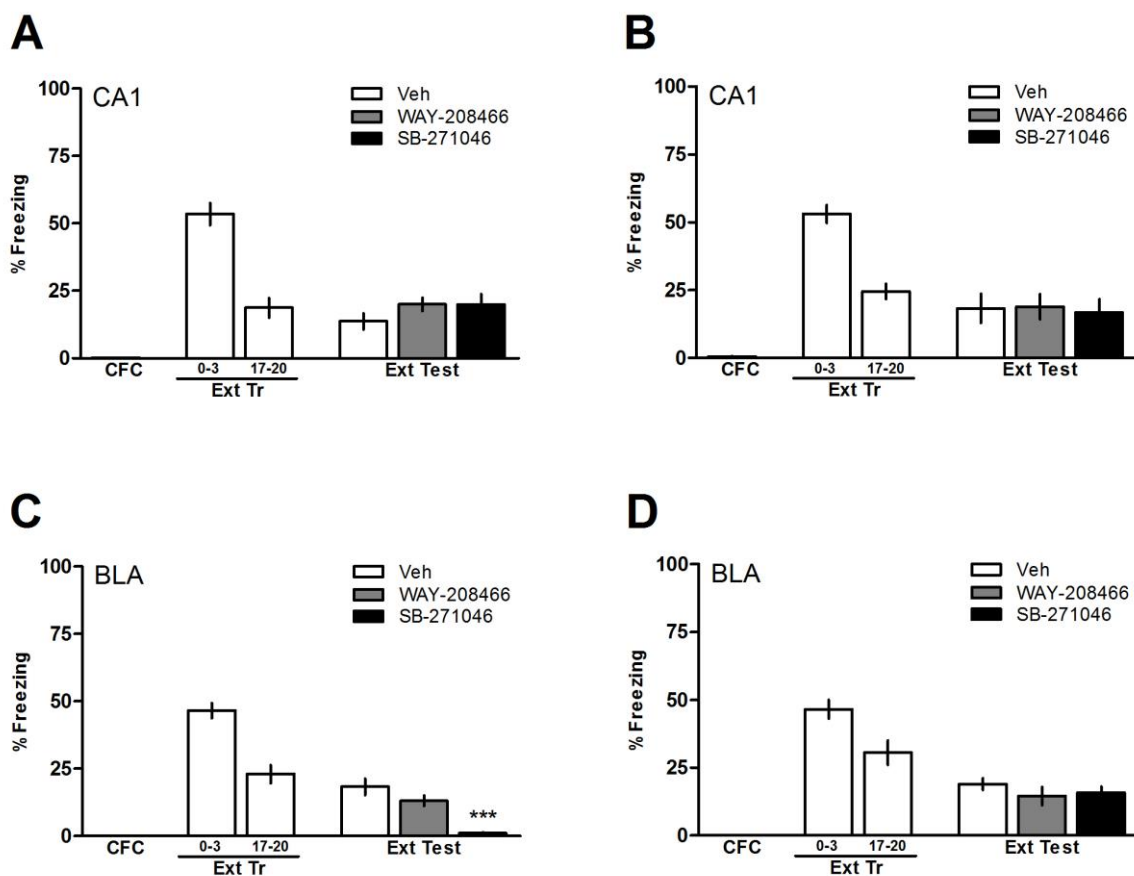 A
CA1
Veh
WAY-208466
SB-271046
100
75
50
25
0
% Freezing
CFC
0-3 17-20
Ext Tr
Ext Test
B
CA1
Veh
WAY-208466
SB-271046
100
75
50
25
0
% Freezing
CFC
0-3 17-20
Ext Tr
Ext Test
C
BLA
Veh
WAY-208466
SB-271046
100
75
50
25
0
% Freezing
***
CFC
0-3 17-20
Ext Tr
Ext Test
D
BLA
Veh
WAY-208466
SB-271046
100
75
50
25
0
% Freezing
CFC
0-3 17-20
Ext Tr
Ext Test